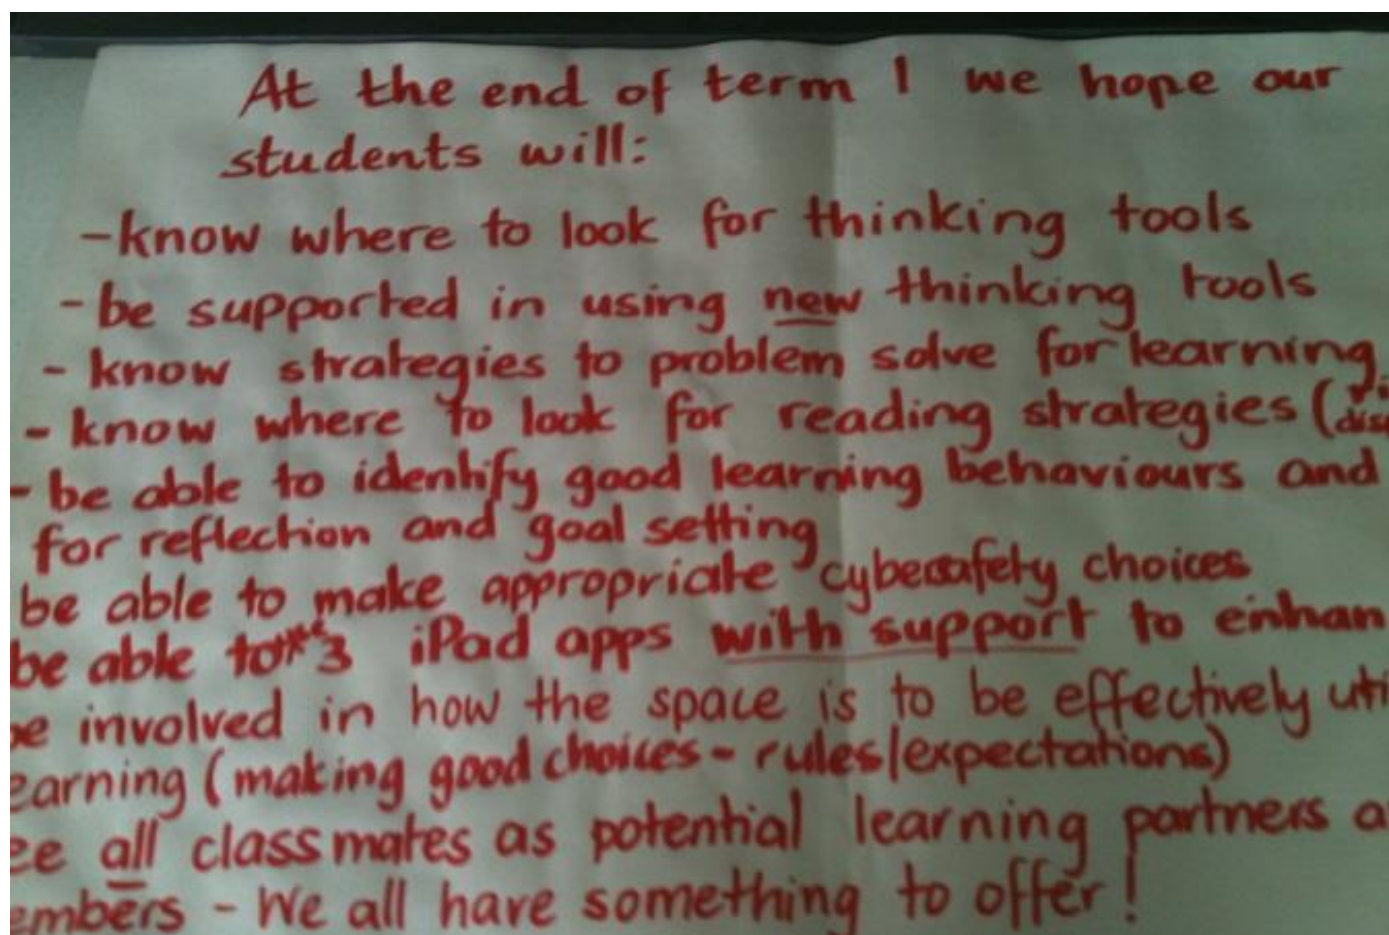 At the end of term 1 we hope our
students will:
-know where to look for thinking tools
-be supported in using new thinking tools
- know strategies to problem solve for learning
- know where to look for reading strategies (
- be able to identify good learning behaviours and
for reflection and goal setting
be able to make appropriate cybersafety choices
be able to *** 3 iPad apps with support to enhan
be involved in how the space is to be effectively uti
earning (making good choices - rules/expectations)
ee all classmates as potential learning partners a
embers - We all have something to offer!